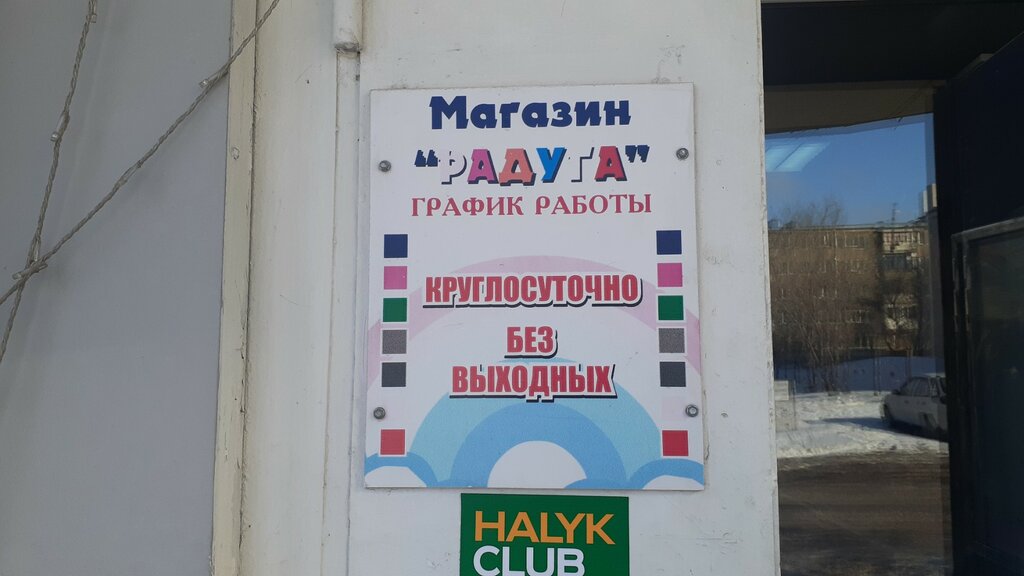 Магазин
“РАДУГА”
ГРАФИК РАБОТЫ
КРУГЛОСУТОЧНО
БЕЗ
ВЫХОДНЫХ
HALYK
CLUB